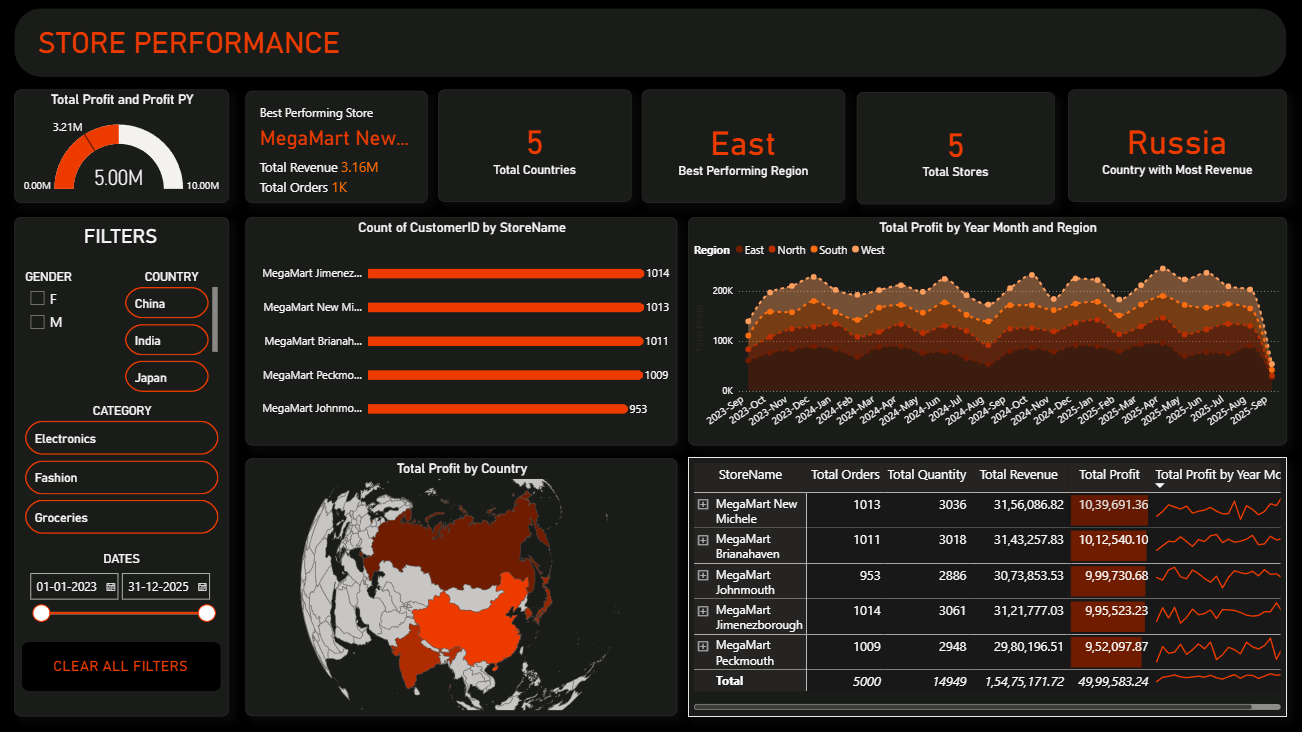 STORE PERFORMANCE
Total Profit and Profit PY
3.21M
0.00M
5.00M
10.00M
Best Performing Store
MegaMart New...
Total Revenue 3.16M
Total Orders 1K
5
Total Countries
East
Best Performing Region
5
Total Stores
Russia
Country with Most Revenue
FILTERS
GENDER
F
M
COUNTRY
China
India
Japan
CATEGORY
Electronics
Fashion
Groceries
DATES
01-01-2023
31-12-2025
CLEAR ALL FILTERS
Count of CustomerID by StoreName
MegaMart Jimenez... 1014
MegaMart New Mi... 1013
MegaMart Brianah... 1011
MegaMart Peckmo... 1009
MegaMart Johnmo... 953
Total Profit by Year Month and Region
Region East North South West
200K
100K
0K
2023-Sep
2023-Oct
2023-Nov
2023-Dec
2024-Jan
2024-Feb
2024-Mar
2024-Apr
2024-May
2024-Jun
2024-Jul
2024-Aug
2024-Sep
2024-Oct
2024-Nov
2024-Dec
2025-Jan
2025-Feb
2025-Mar
2025-Apr
2025-May
2025-Jun
2025-Jul
2025-Aug
2025-Sep
Total Profit by Country
StoreName Total Orders Total Quantity Total Revenue Total Profit Total Profit by Year Mo
MegaMart New Michele 1013 3036 31,56,086.82 10,39,691.36
MegaMart Brianahaven 1011 3018 31,43,257.83 10,12,540.10
MegaMart Johnmouth 953 2886 30,73,853.53 9,99,730.68
MegaMart Jimenezborough 1014 3061 31,21,777.03 9,95,523.23
MegaMart Peckmouth 1009 2948 29,80,196.51 9,52,097.87
Total 5000 14949 1,54,75,171.72 49,99,583.24